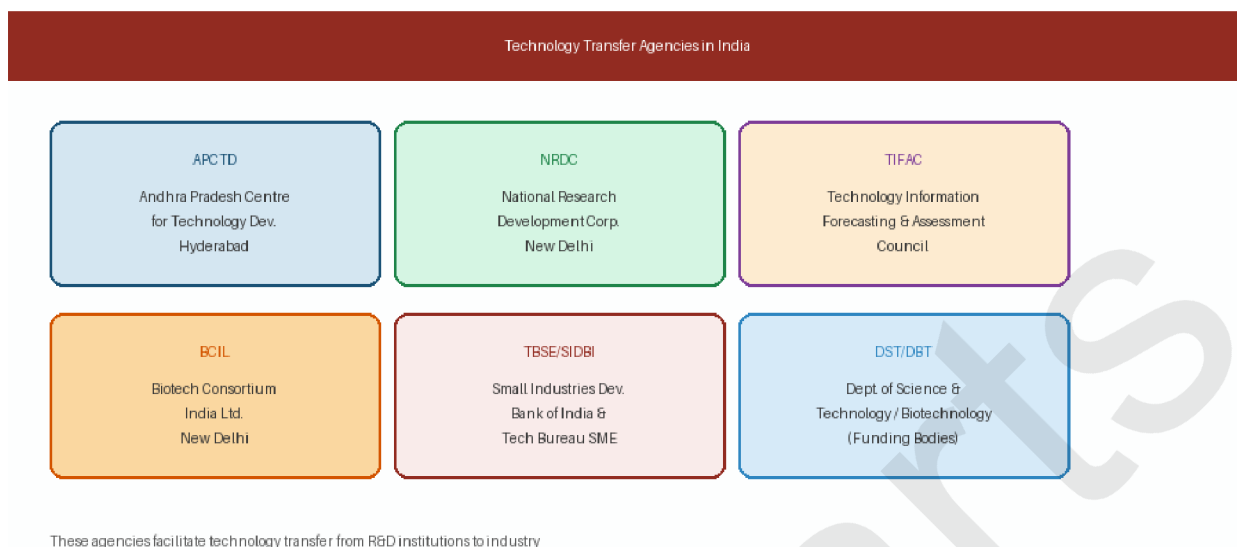 Technology Transfer Agencies in India
APCTD
Andhra Pradesh Centre
for Technology Dev.
Hyderabad
NRDC
National Research
Development Corp.
New Delhi
TIFAC
Technology Information
Forecasting & Assessment
Council
BCIL
Biotech Consortium
India Ltd.
New Delhi
TBSE/SIDBI
Small Industries Dev.
Bank of India &
Tech Bureau SME
DST/DBT
Dept. of Science &
Technology / Biotechnology
(Funding Bodies)
These agencies facilitate technology transfer from R&D institutions to industry